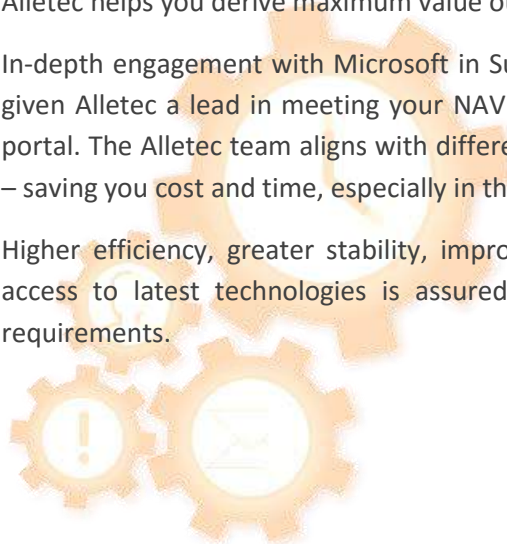 Alletec helps you derive maximum value ou
In-depth engagement with Microsoft in Su
given Alletec a lead in meeting your NAV
portal. The Alletec team aligns with differe
– saving you cost and time, especially in th
Higher efficiency, greater stability, impro
access to latest technologies is assured
requirements.